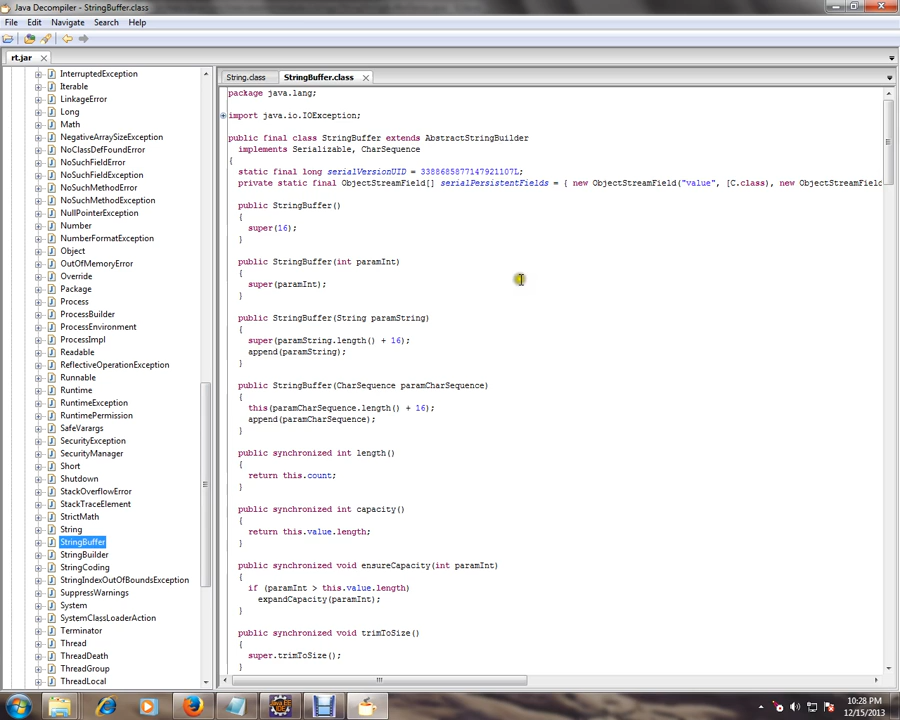 Java Decompiler - StringBuffer.class
File Edit Navigate Search Help
rt.jar
InterruptedException
Iterable
LinkageError
Long
Math
NegativeArraySizeException
NoClassDefFoundError
NoSuchFieldError
NoSuchFieldException
NoSuchMethodError
NoSuchMethodException
NullPointerException
Number
NumberFormatException
Object
OutOfMemoryError
Override
Package
Process
ProcessBuilder
ProcessEnvironment
ProcessImpl
Readable
ReflectiveOperationException
Runnable
Runtime
RuntimeException
RuntimePermission
SafeVarargs
SecurityException
SecurityManager
Short
Shutdown
StackOverflowError
StackTraceElement
StrictMath
String
StringBuffer
StringBuilder
StringCoding
StringIndexOutOfBoundsException
SuppressWarnings
System
SystemClassLoaderAction
Terminator
Thread
ThreadDeath
ThreadGroup
ThreadLocal
String.class StringBuffer.class
package java.lang;
import java.io.IOException;
public final class StringBuffer extends AbstractStringBuilder
implements Serializable, CharSequence
{
static final long serialVersionUID = 3388685877147921107L;
private static final ObjectStreamField[] serialPersistentFields = { new ObjectStreamField("value", [C.class), new ObjectStreamField
public StringBuffer()
{
super(16);
}
public StringBuffer(int paramInt)
{
super(paramInt);
}
public StringBuffer(String paramString)
{
super(paramString.length() + 16);
append(paramString);
}
public StringBuffer(CharSequence paramCharSequence)
{
this(paramCharSequence.length() + 16);
append(paramCharSequence);
}
public synchronized int length()
{
return this.count;
}
public synchronized int capacity()
{
return this.value.length;
}
public synchronized void ensureCapacity(int paramInt)
{
if (paramInt > this.value.length)
expandCapacity(paramInt);
}
public synchronized void trimToSize()
{
super.trimToSize();
}
10:28 PM
12/15/2013